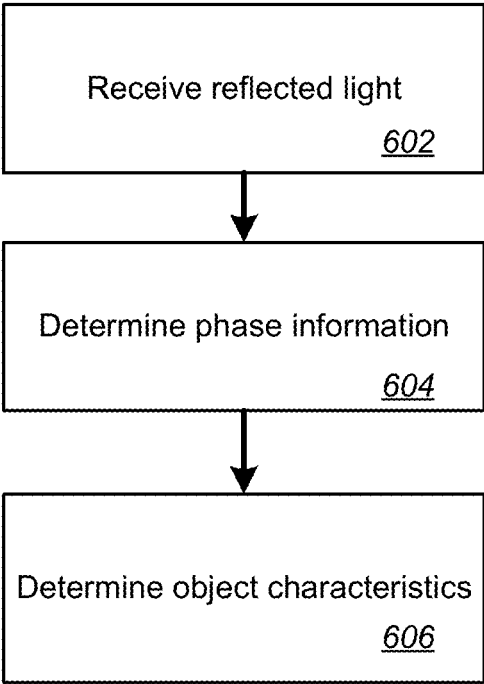 Receive reflected light
602
Determine phase information
604
Determine object characteristics
606